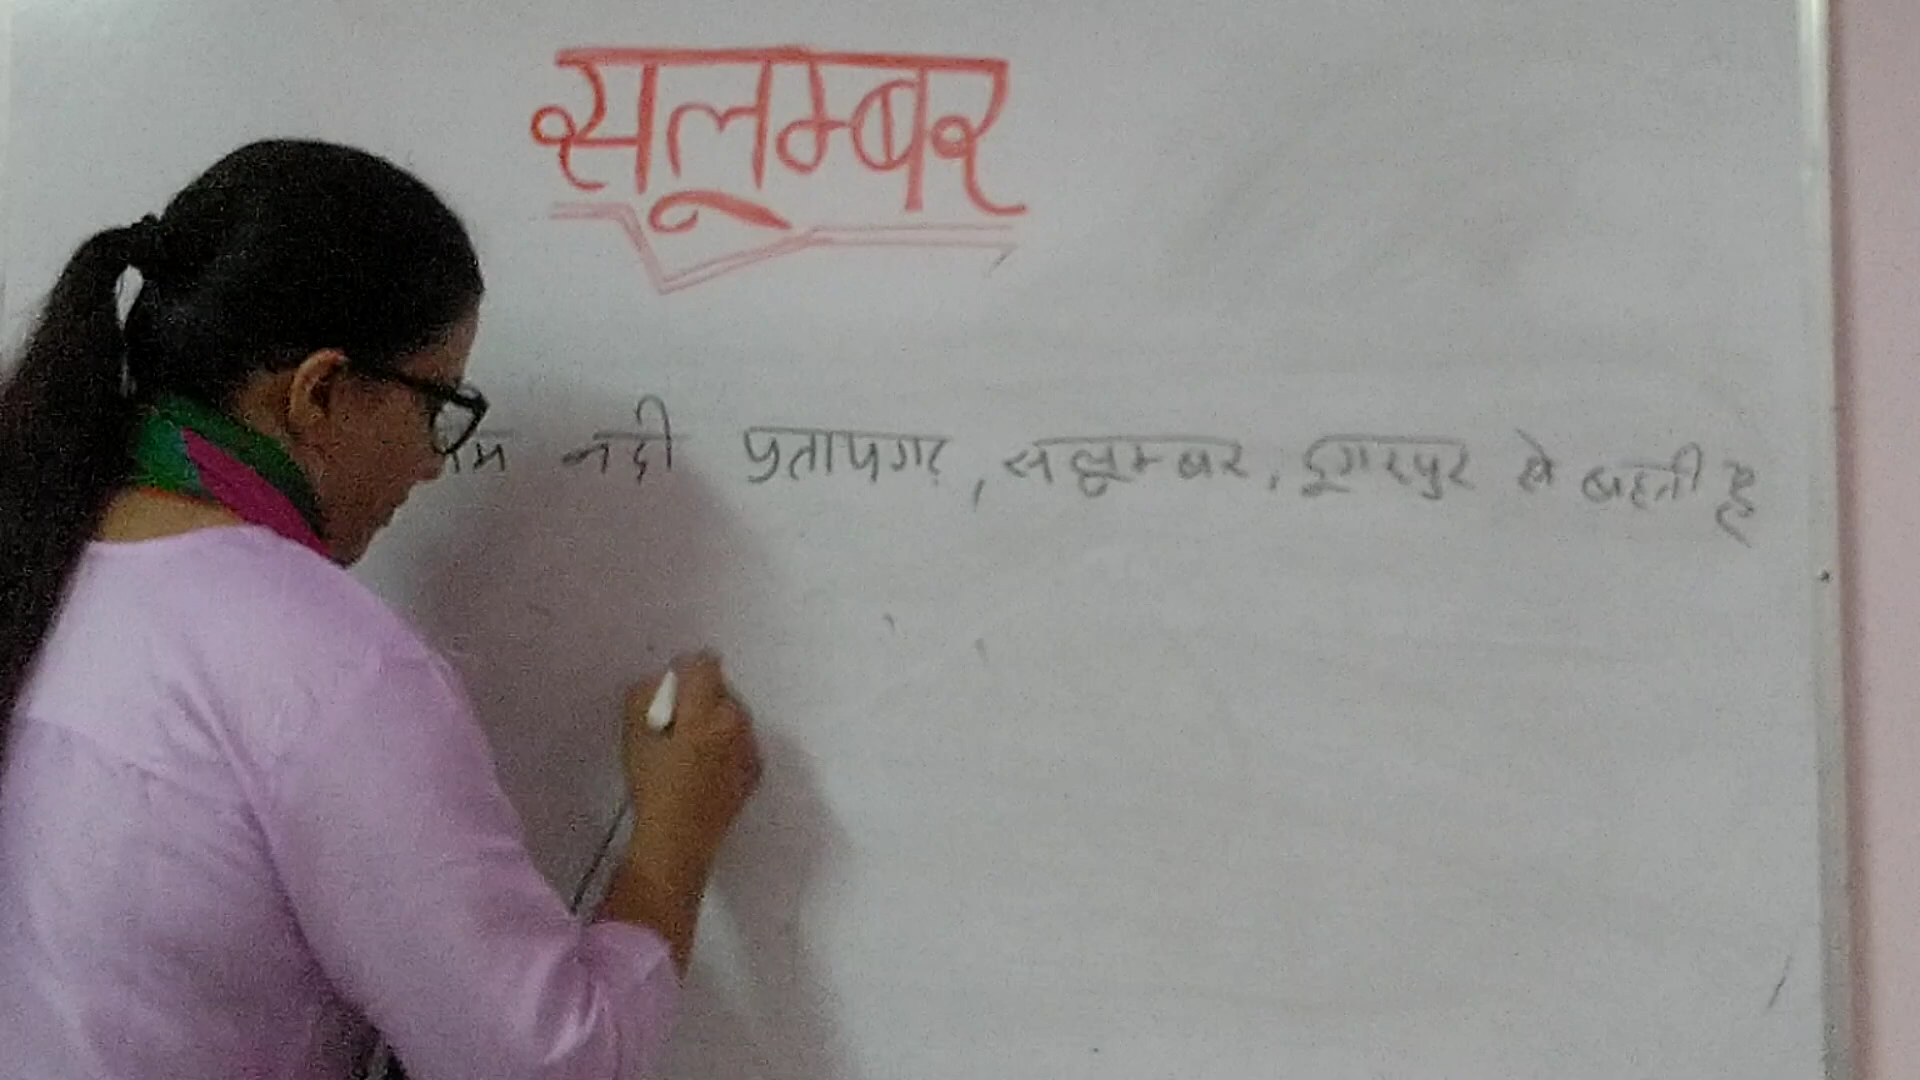 सलूम्बर
नदी प्रतापगढ़, सलूम्बर, डूंगरपुर से बहती है